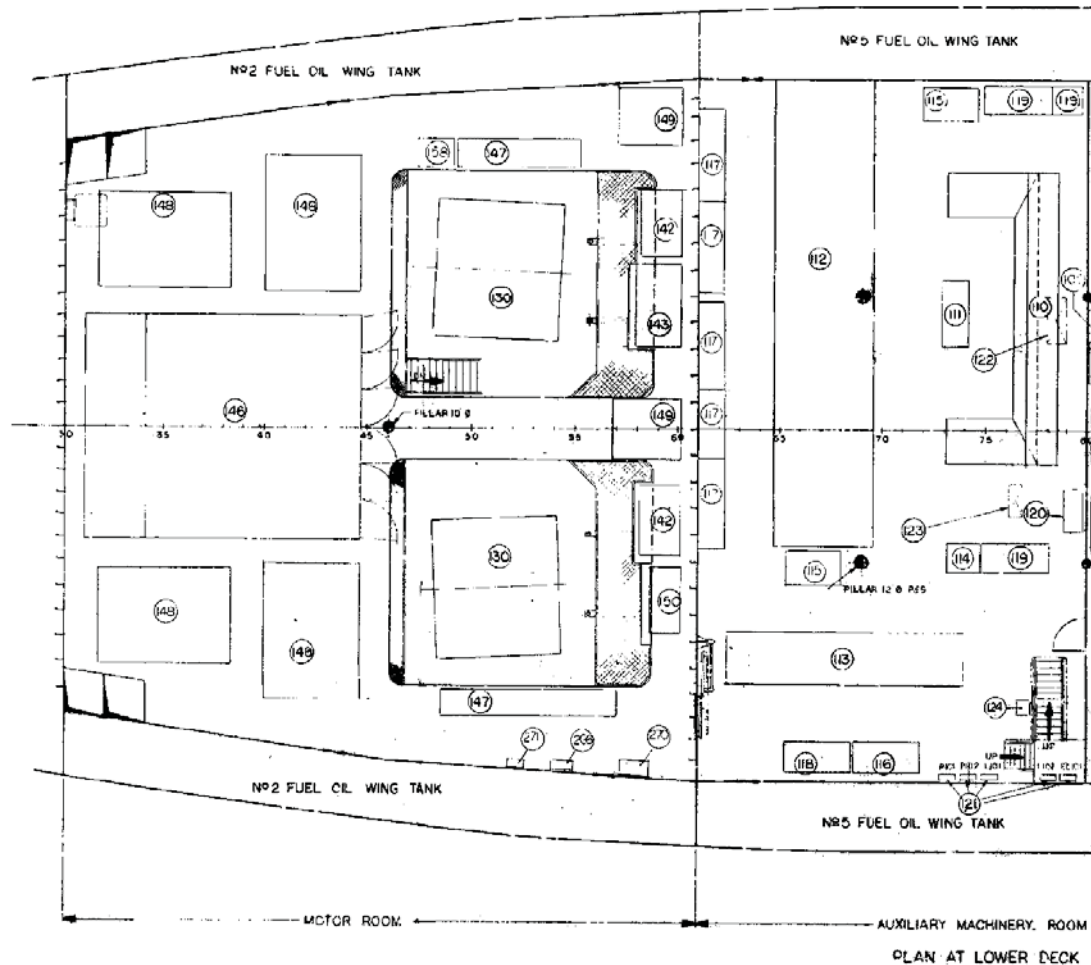 Nº5 FUEL OIL WING TANK
Nº2 FUEL OIL WING TANK
115 119 119
149
158 147
117
148 148 142 117
112
130 143 111 110
117
122
146 149 117
PILLAR 10 Ø
30 35 40 45 50 55 60 65 70 75
142 117
123 120
130 115 114 119
148 150
PILLAR 12 Ø P&S
148 113
147 124
271 209 270
118 116 UP UP
121
Nº2 FUEL OIL WING TANK
Nº5 FUEL OIL WING TANK
MOTOR ROOM
AUXILIARY MACHINERY. ROOM
PLAN AT LOWER DECK